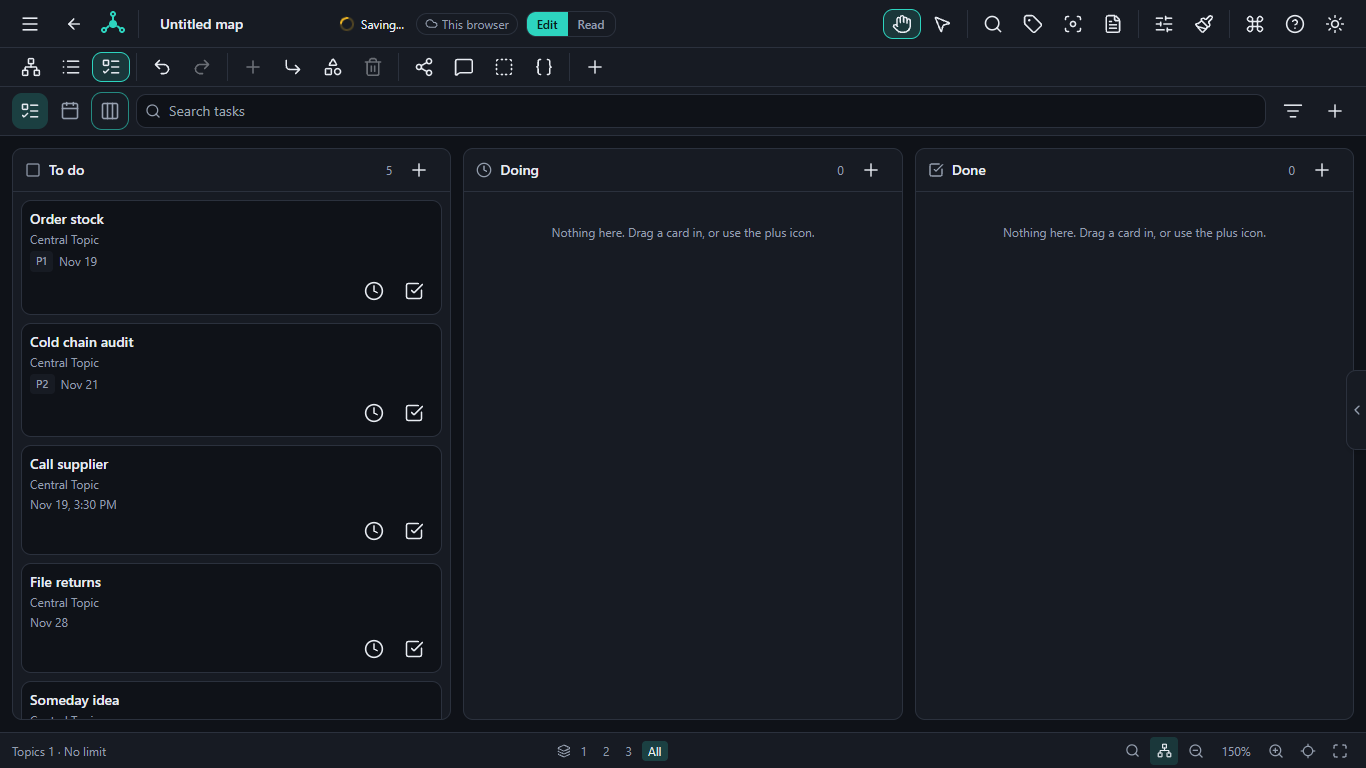 Untitled map
Saving...
This browser
Edit
Read
Search tasks
To do
5
Order stock
Central Topic
P1 Nov 19
Cold chain audit
Central Topic
P2 Nov 21
Call supplier
Central Topic
Nov 19, 3:30 PM
File returns
Central Topic
Nov 28
Someday idea
Doing
0
Nothing here. Drag a card in, or use the plus icon.
Done
0
Nothing here. Drag a card in, or use the plus icon.
Topics 1 · No limit
1 2 3 All
150%